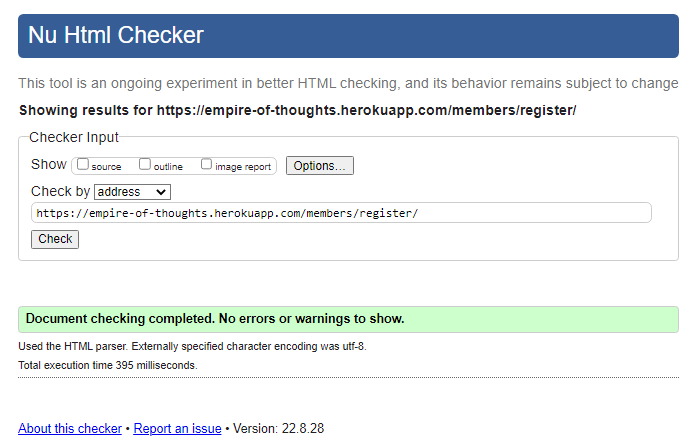 Nu Html Checker
This tool is an ongoing experiment in better HTML checking, and its behavior remains subject to change
Showing results for https://empire-of-thoughts.herokuapp.com/members/register/
Checker Input
Show source outline image report Options...
Check by address
https://empire-of-thoughts.herokuapp.com/members/register/
Check
Document checking completed. No errors or warnings to show.
Used the HTML parser. Externally specified character encoding was utf-8.
Total execution time 395 milliseconds.
About this checker • Report an issue • Version: 22.8.28